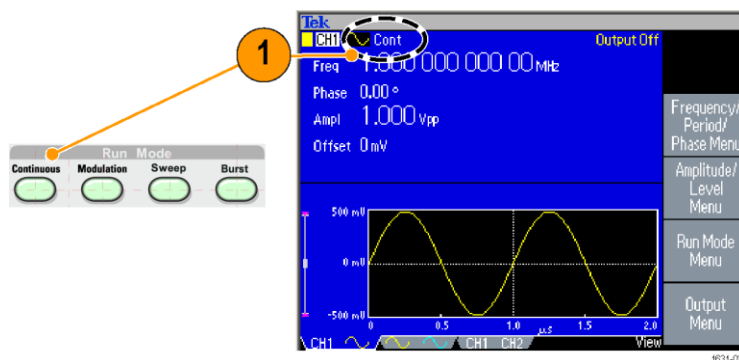 1
Run Mode
Continuous Modulation Sweep Burst
Tek
CH1 Cont Output Off
Freq 1.000 000 000 00 MHz
Phase 0.00 °
Ampl 1.000 Vpp
Offset 0 mV
Frequency/
Period/
Phase Menu
Amplitude/
Level
Menu
Run Mode
Menu
Output
Menu
500 mV
0 mV
-500 mV
0 0.5 1.0 µs 1.5 2.0
CH1 CH1 CH2 View